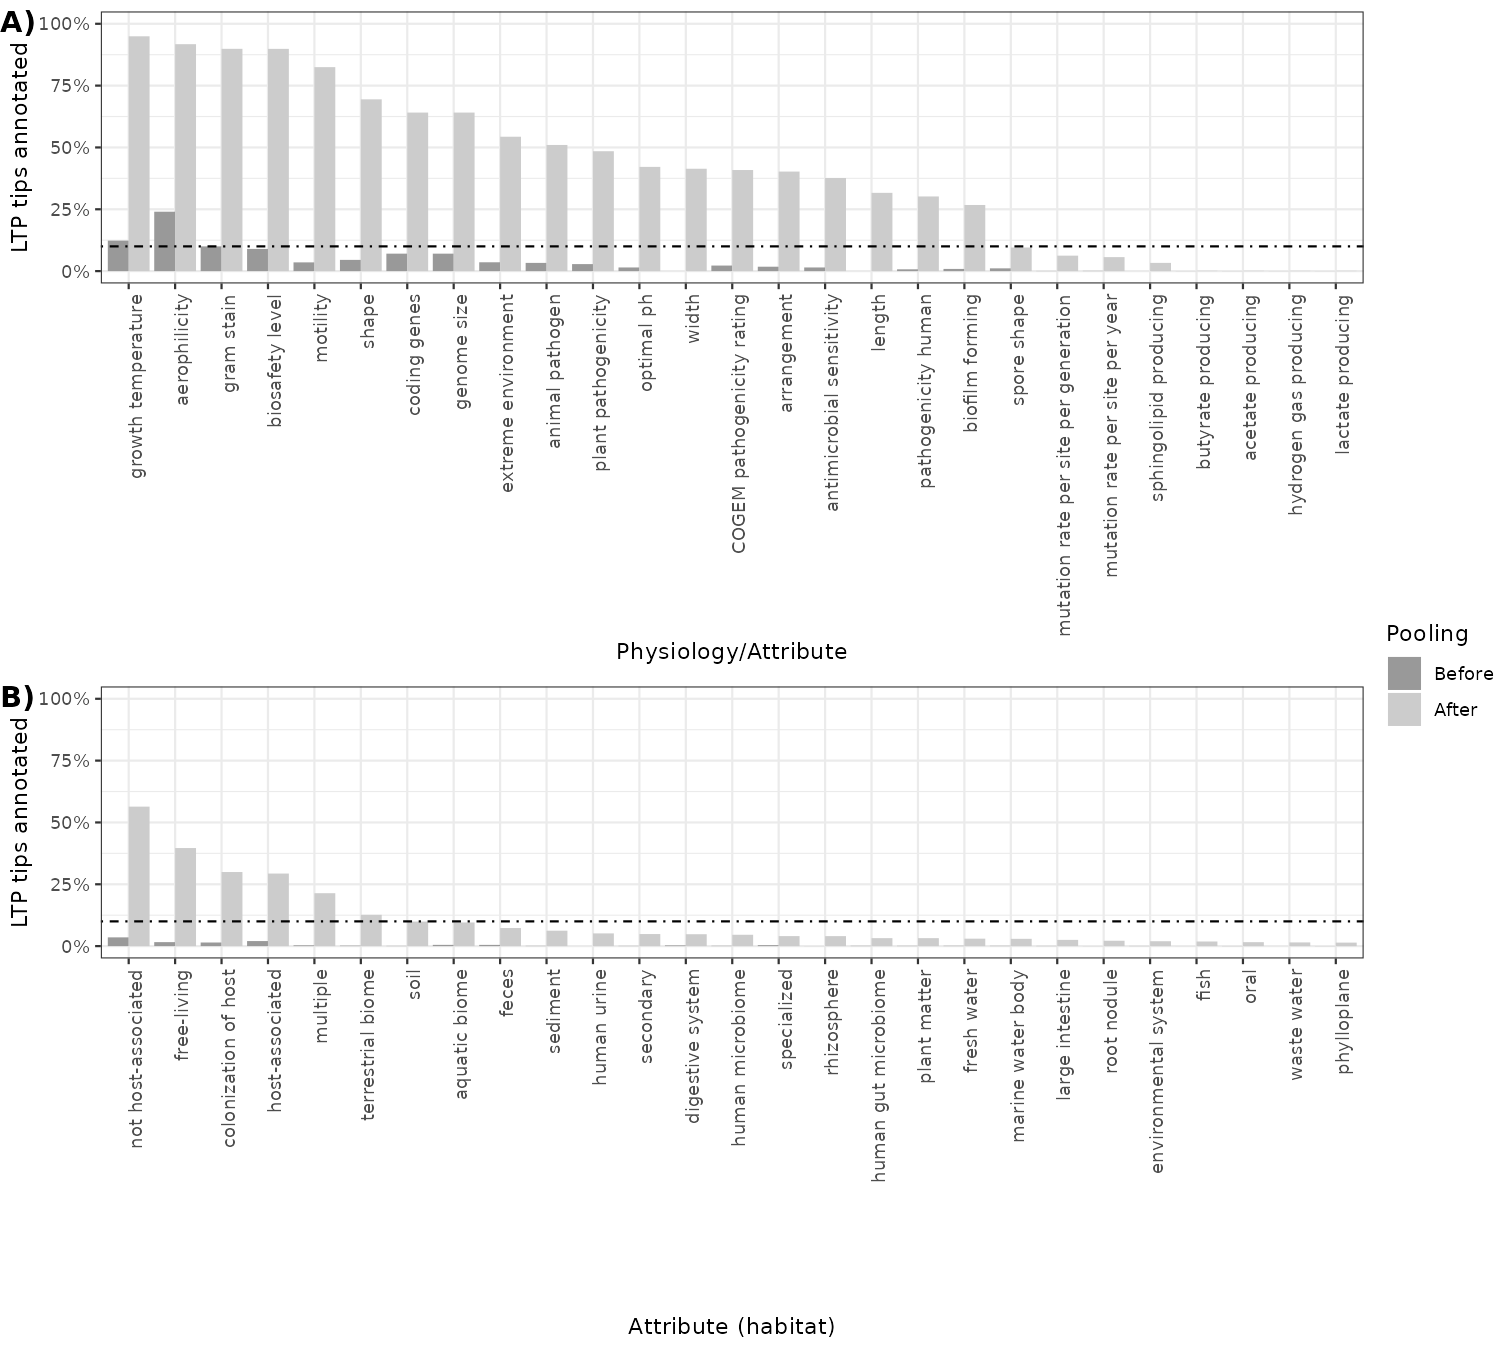 A)
LTP tips annotated
100%
75%
50%
25%
0%
growth temperature
aerophilicity
gram stain
biosafety level
motility
shape
coding genes
genome size
extreme environment
animal pathogen
plant pathogenicity
optimal ph
width
COGEM pathogenicity rating
arrangement
antimicrobial sensitivity
length
pathogenicity human
biofilm forming
spore shape
mutation rate per site per generation
mutation rate per site per year
sphingolipid producing
butyrate producing
acetate producing
hydrogen gas producing
lactate producing
Physiology/Attribute
Pooling
Before
After
B)
LTP tips annotated
100%
75%
50%
25%
0%
not host-associated
free-living
colonization of host
host-associated
multiple
terrestrial biome
soil
aquatic biome
feces
sediment
human urine
secondary
digestive system
human microbiome
specialized
rhizosphere
human gut microbiome
plant matter
fresh water
marine water body
large intestine
root nodule
environmental system
fish
oral
waste water
phylloplane
Attribute (habitat)